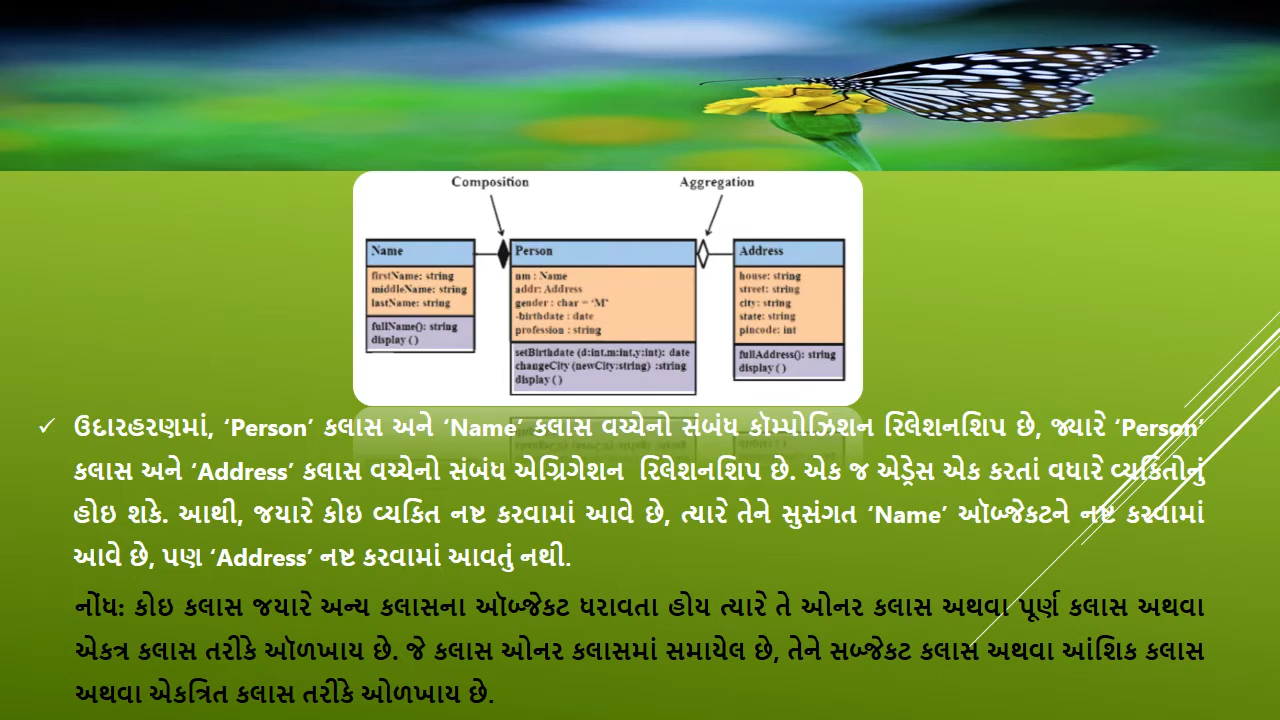 Composition
Aggregation
Name
firstName: string
middleName: string
lastName: string
fullName(): string
display ( )
Person
nm : Name
addr: Address
gender : char = ‘M’
-birthdate : date
profession : string
setBirthdate (d:int,m:int,y:int): date
changeCity (newCity:string) :string
display ( )
Address
house: string
street: string
city: string
state: string
pincode: int
fullAddress(): string
display ( )
✓ ઉદારહરણમાં, ‘Person’ કલાસ અને ‘Name’ કલાસ વચ્ચેનો સંબંધ કૉમ્પોઝિશન રિલેશનશિપ છે, જ્યારે ‘Person’
કલાસ અને ‘Address’ કલાસ વચ્ચેનો સંબંધ એગ્રિગેશન રિલેશનશિપ છે. એક જ એડ્રેસ એક કરતાં વધારે વ્યકિતોનું
હોઇ શકે. આથી, જયારે કોઇ વ્યકિત નષ્ટ કરવામાં આવે છે, ત્યારે તેને સુસંગત ‘Name’ ઑબ્જેકટને નષ્ટ કરવામાં
આવે છે, પણ ‘Address’ નષ્ટ કરવામાં આવતું નથી.
નોંધ: કોઇ કલાસ જયારે અન્ય કલાસના ઑબ્જેકટ ધરાવતા હોય ત્યારે તે ઓનર કલાસ અથવા પૂર્ણ કલાસ અથવા
એકત્ર કલાસ તરીંકે ઑળખાય છે. જે કલાસ ઓનર કલાસમાં સમાયેલ છે, તેને સબ્જેકટ કલાસ અથવા આંશિક કલાસ
અથવા એકત્રિત કલાસ તરીંકે ઓળખાય છે.